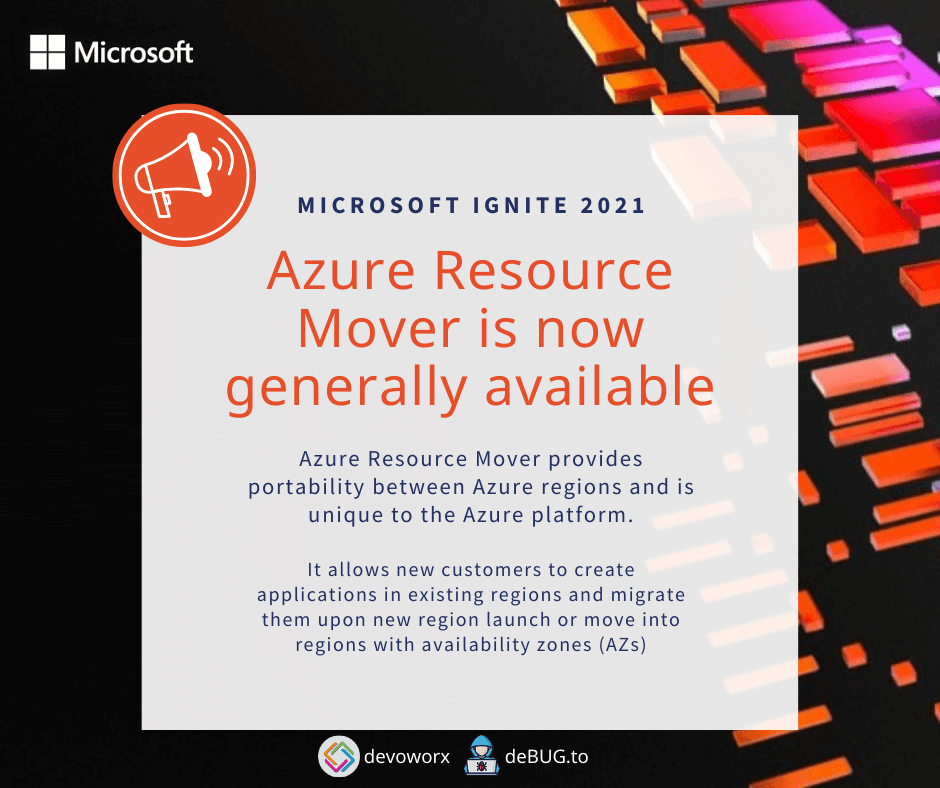 Microsoft
MICROSOFT IGNITE 2021
Azure Resource
Mover is now
generally available
Azure Resource Mover provides
portability between Azure regions and is
unique to the Azure platform.
It allows new customers to create
applications in existing regions and migrate
them upon new region launch or move into
regions with availability zones (AZs)
devoworx deBUG.to